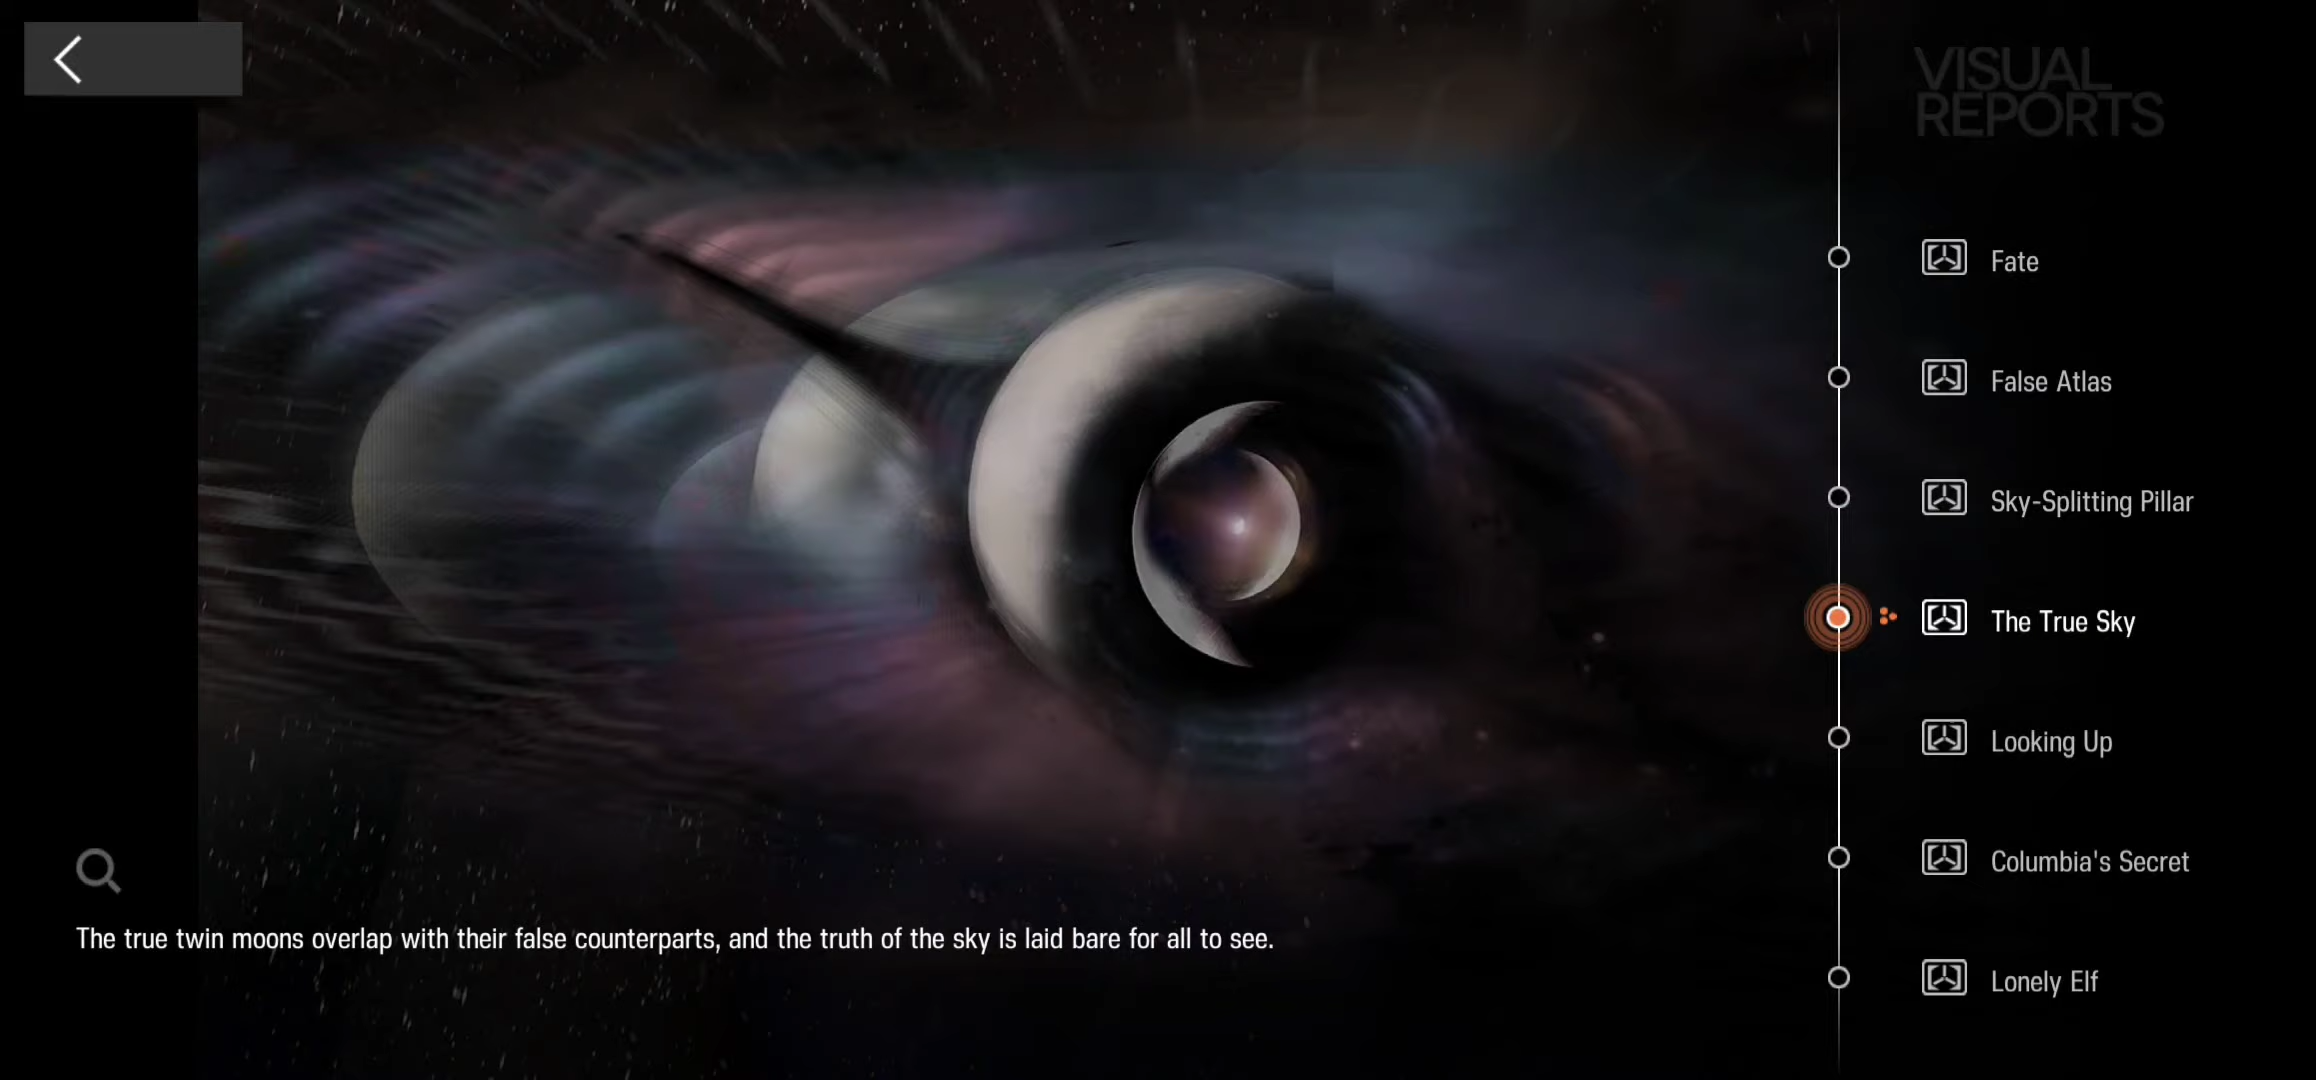 VISUAL
REPORTS
Fate
False Atlas
Sky-Splitting Pillar
The True Sky
Looking Up
Columbia's Secret
Lonely Elf
The true twin moons overlap with their false counterparts, and the truth of the sky is laid bare for all to see.